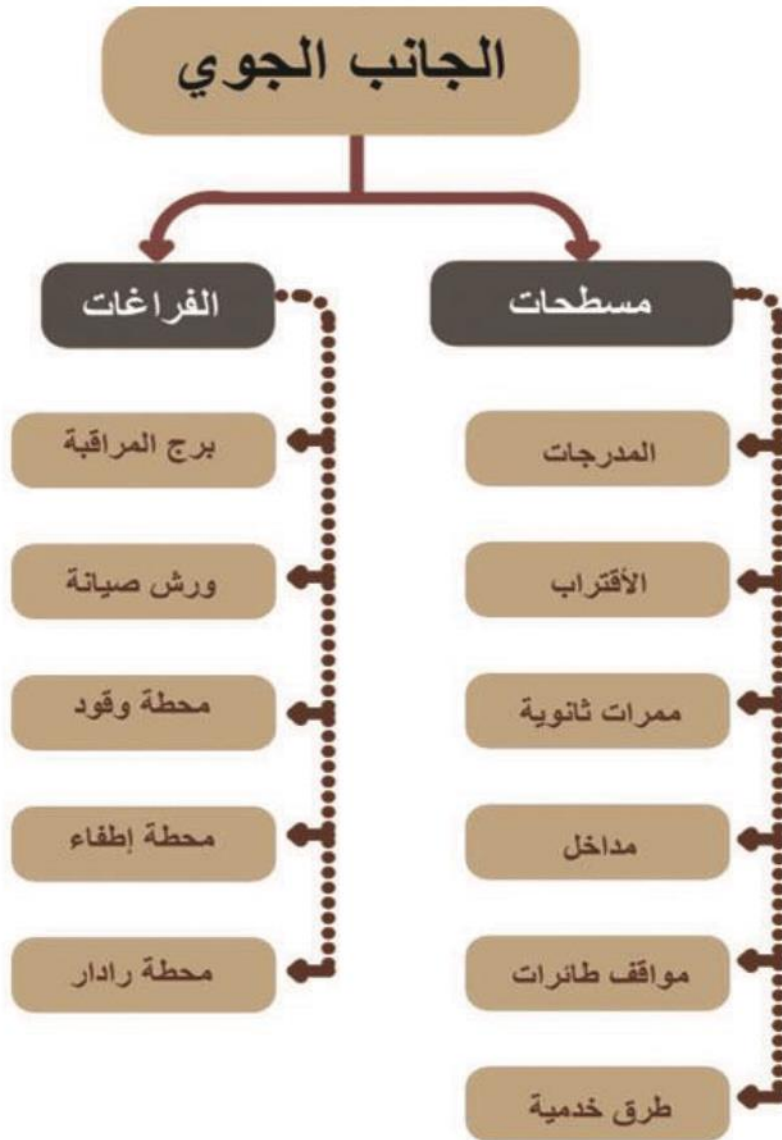 الجانب الجوي
مسطحات
المدرجات
الأقتراب
ممرات ثانوية
مداخل
مواقف طائرات
طرق خدمية
الفراغات
برج المراقبة
ورش صيانة
محطة وقود
محطة إطفاء
محطة رادار